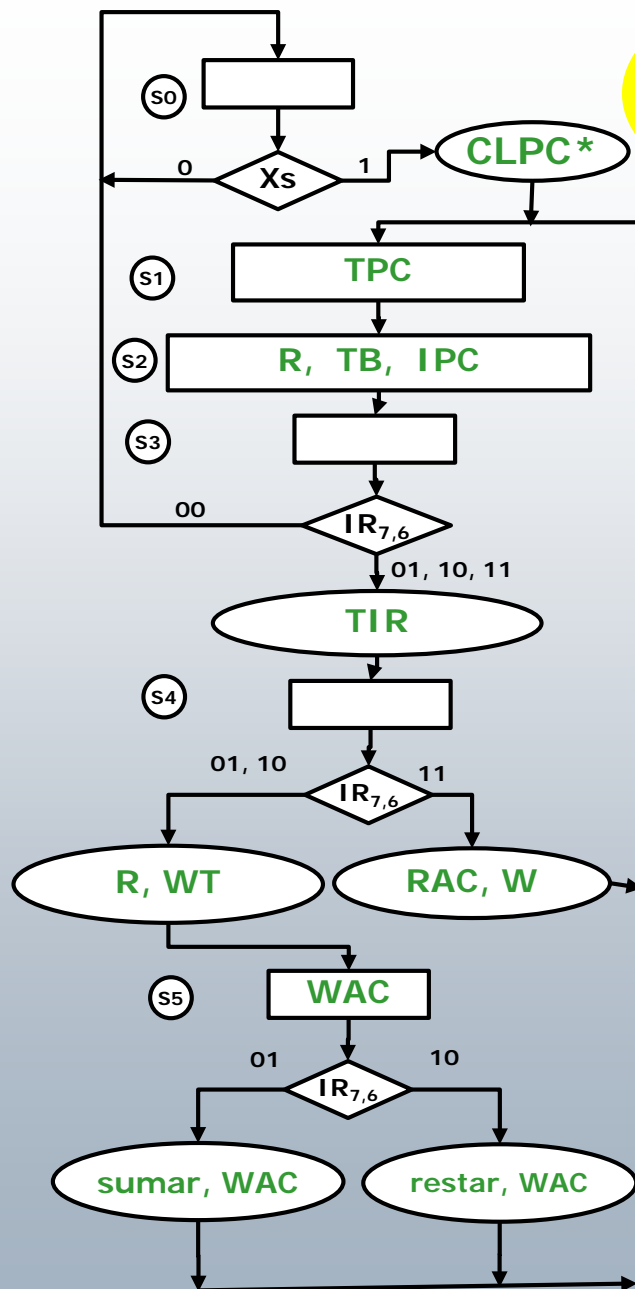 S0
0
Xs
1
CLPC*
S1
TPC
S2
R, TB, IPC
S3
00
IR7,6
01, 10, 11
TIR
S4
01, 10
IR7,6
11
R, WT
RAC, W
S5
WAC
01
IR7,6
10
sumar, WAC
restar, WAC